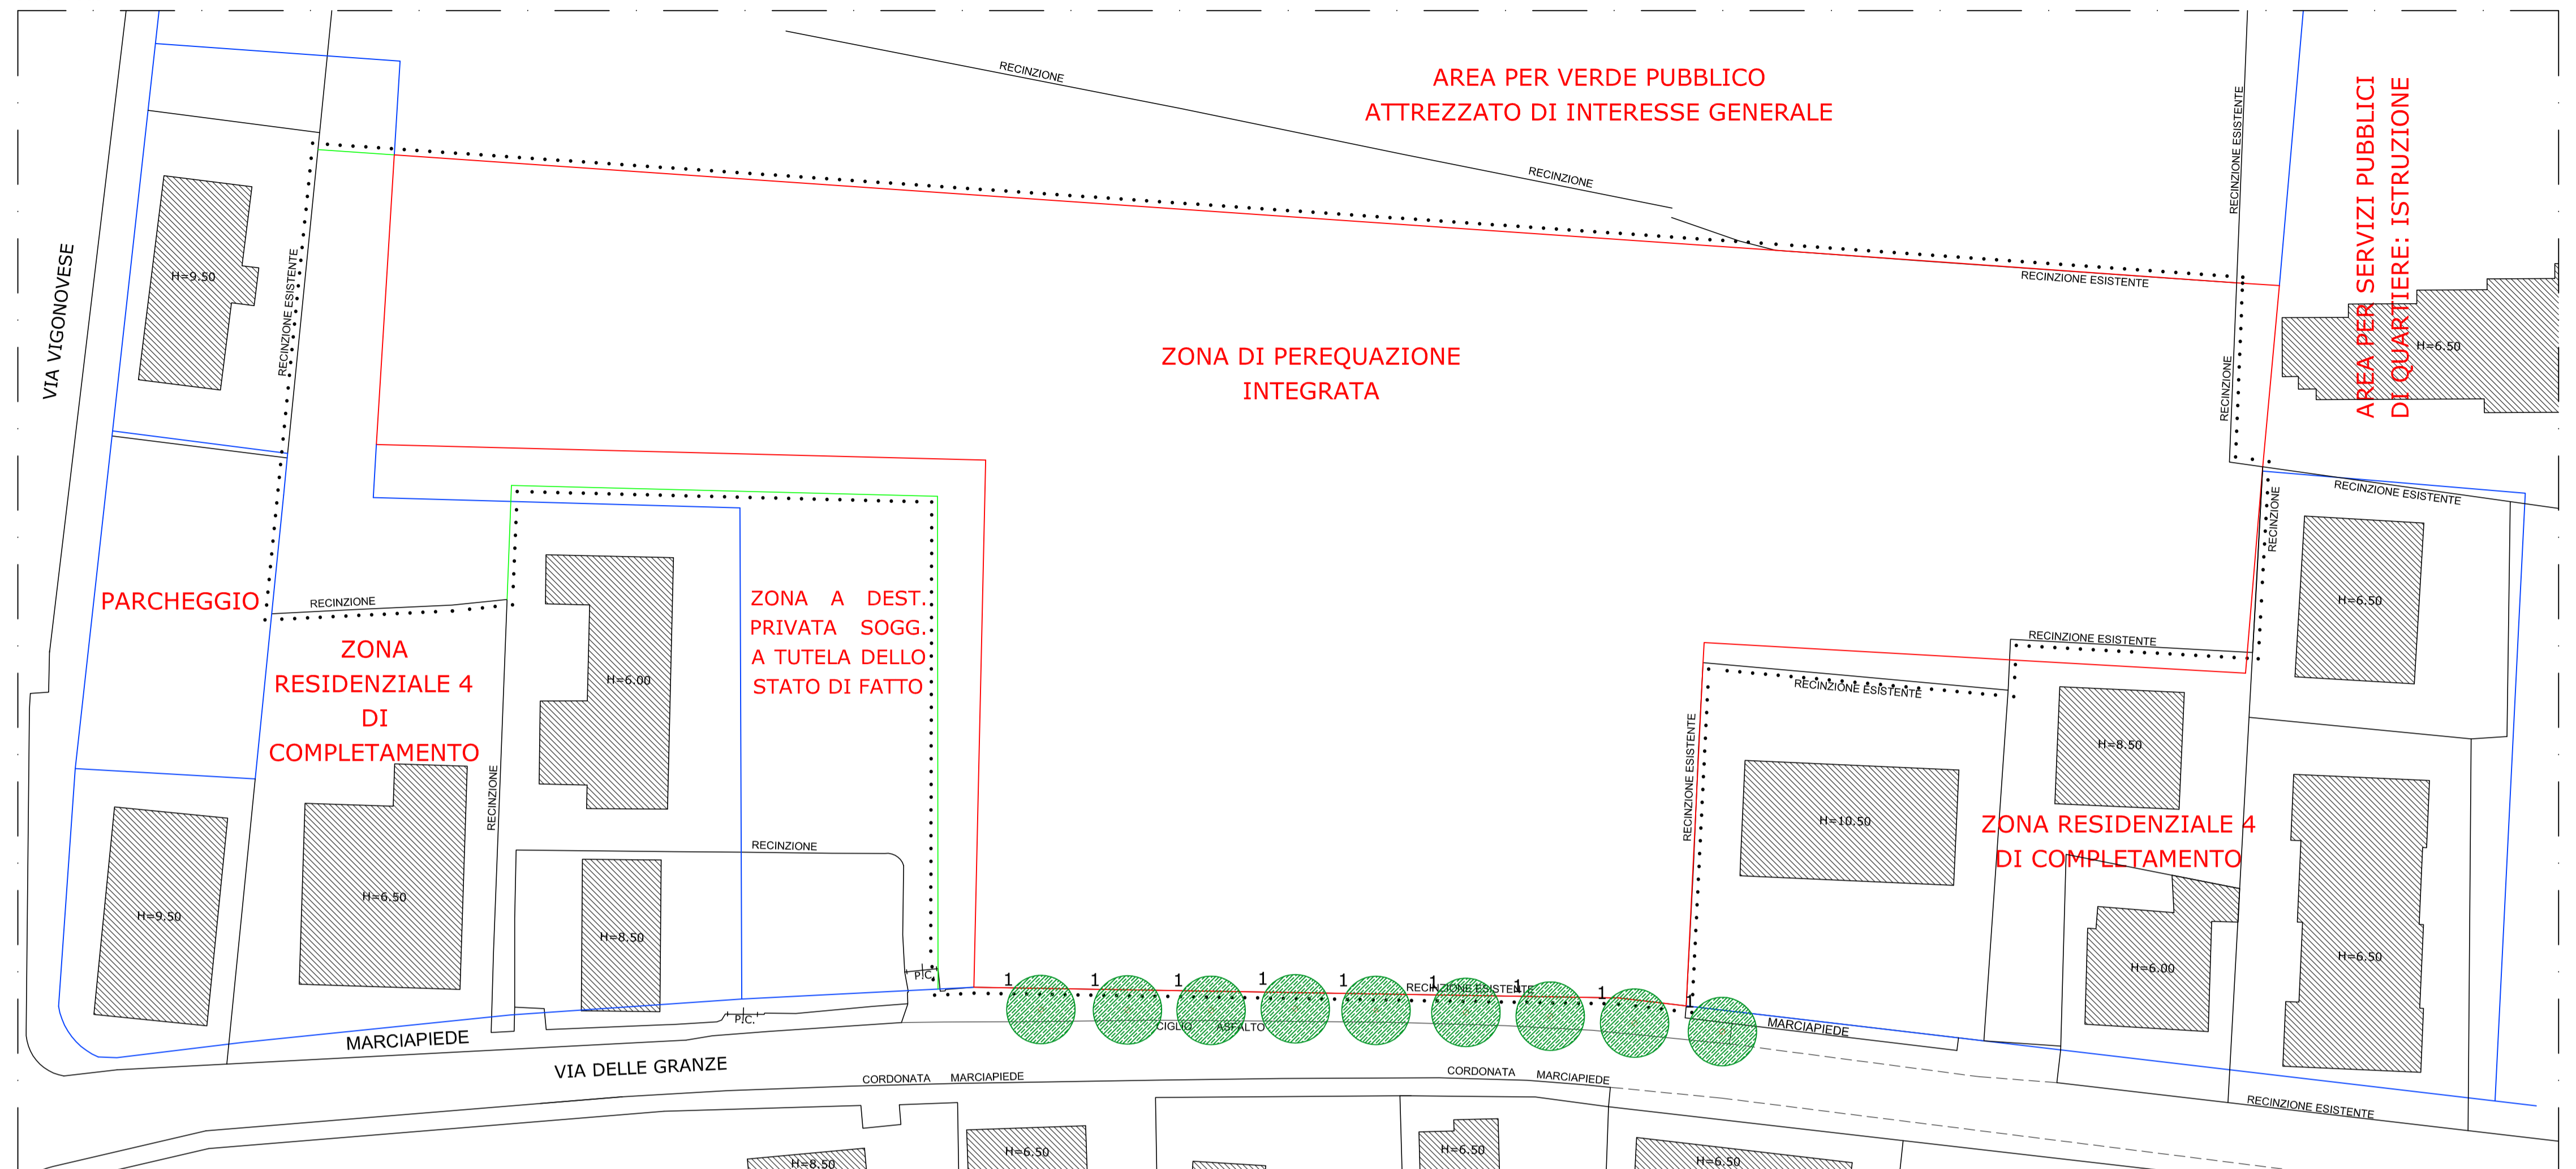 RECINZIONE
AREA PER VERDE PUBBLICO
ATTREZZATO DI INTERESSE GENERALE
RECINZIONE
RECINZIONE ESISTENTE
AREA PER SERVIZI PUBBLICI
DI QUARTIERE: ISTRUZIONE
VIA VIGONOVESE
H=9.50
RECINZIONE ESISTENTE
RECINZIONE ESISTENTE
ZONA DI PEREQUAZIONE
INTEGRATA
RECINZIONE
H=6.50
RECINZIONE ESISTENTE
RECINZIONE
PARCHEGGIO
RECINZIONE
ZONA
RESIDENZIALE 4
DI
COMPLETAMENTO
H=6.00
ZONA A DEST.
PRIVATA SOGG.
A TUTELA DELLO
STATO DI FATTO
RECINZIONE ESISTENTE
RECINZIONE ESISTENTE
RECINZIONE ESISTENTE
H=6.50
H=8.50
H=10.50
ZONA RESIDENZIALE 4
DI COMPLETAMENTO
RECINZIONE
RECINZIONE
H=9.50
H=6.50
H=8.50
P.C.
P.C.
1
1
1
1
1
1
1
1
1
RECINZIONE ESISTENTE
H=6.00
H=6.50
CIGLIO ASFALTO
MARCIAPIEDE
MARCIAPIEDE
VIA DELLE GRANZE
CORDONATA MARCIAPIEDE
CORDONATA MARCIAPIEDE
RECINZIONE ESISTENTE
H=8.50
H=6.50
H=6.50
H=6.50